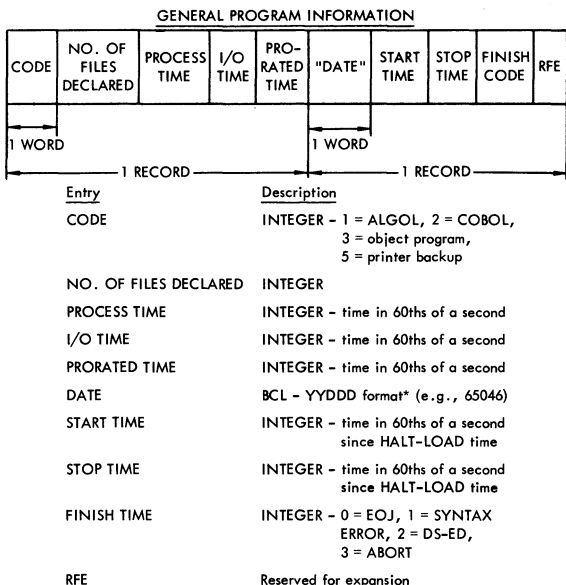 GENERAL PROGRAM INFORMATION
CODE
NO. OF FILES DECLARED
PROCESS TIME
I/O TIME
PRO-RATED TIME
"DATE"
START TIME
STOP TIME
FINISH CODE
RFE
1 WORD 1 WORD
1 RECORD 1 RECORD
Entry Description
CODE INTEGER - 1 = ALGOL, 2 = COBOL,
3 = object program,
5 = printer backup
NO. OF FILES DECLARED INTEGER
PROCESS TIME INTEGER - time in 60ths of a second
I/O TIME INTEGER - time in 60ths of a second
PRORATED TIME INTEGER - time in 60ths of a second
DATE BCL - YYDDD format* (e.g., 65046)
START TIME INTEGER - time in 60ths of a second
since HALT-LOAD time
STOP TIME INTEGER - time in 60ths of a second
since HALT-LOAD time
FINISH TIME INTEGER - 0 = EOJ, 1 = SYNTAX
ERROR, 2 = DS-ED,
3 = ABORT
RFE Reserved for expansion